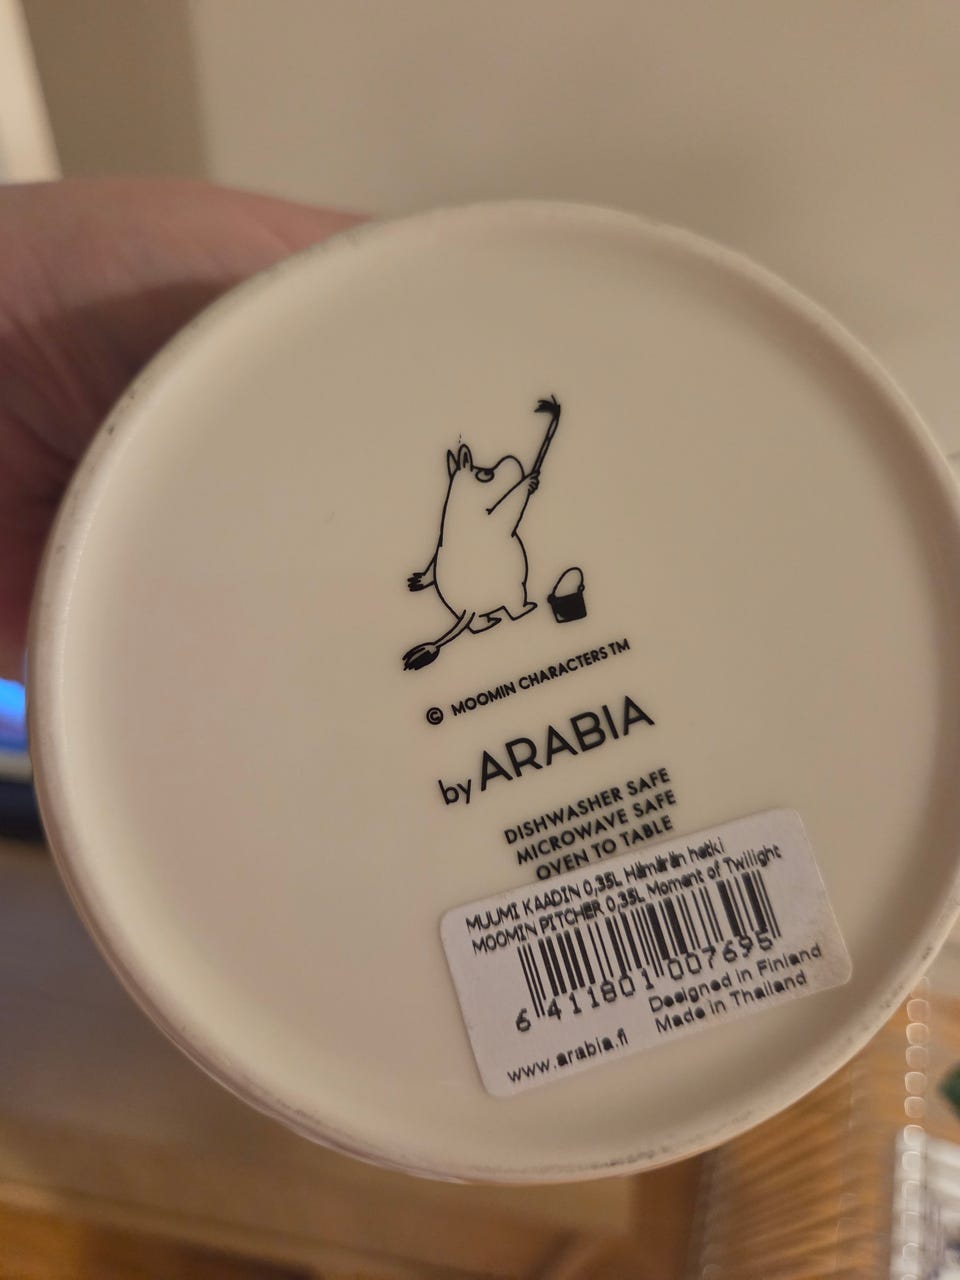 © MOOMIN CHARACTERS TM
by ARABIA
DISHWASHER SAFE
MICROWAVE SAFE
OVEN TO TABLE
MUUMI KAADIN 0,35L Hämärän hetki
MOOMIN PITCHER 0,35L Moment of Twilight
6 411801 007695
Designed in Finland
www.arabia.fi Made in Thailand